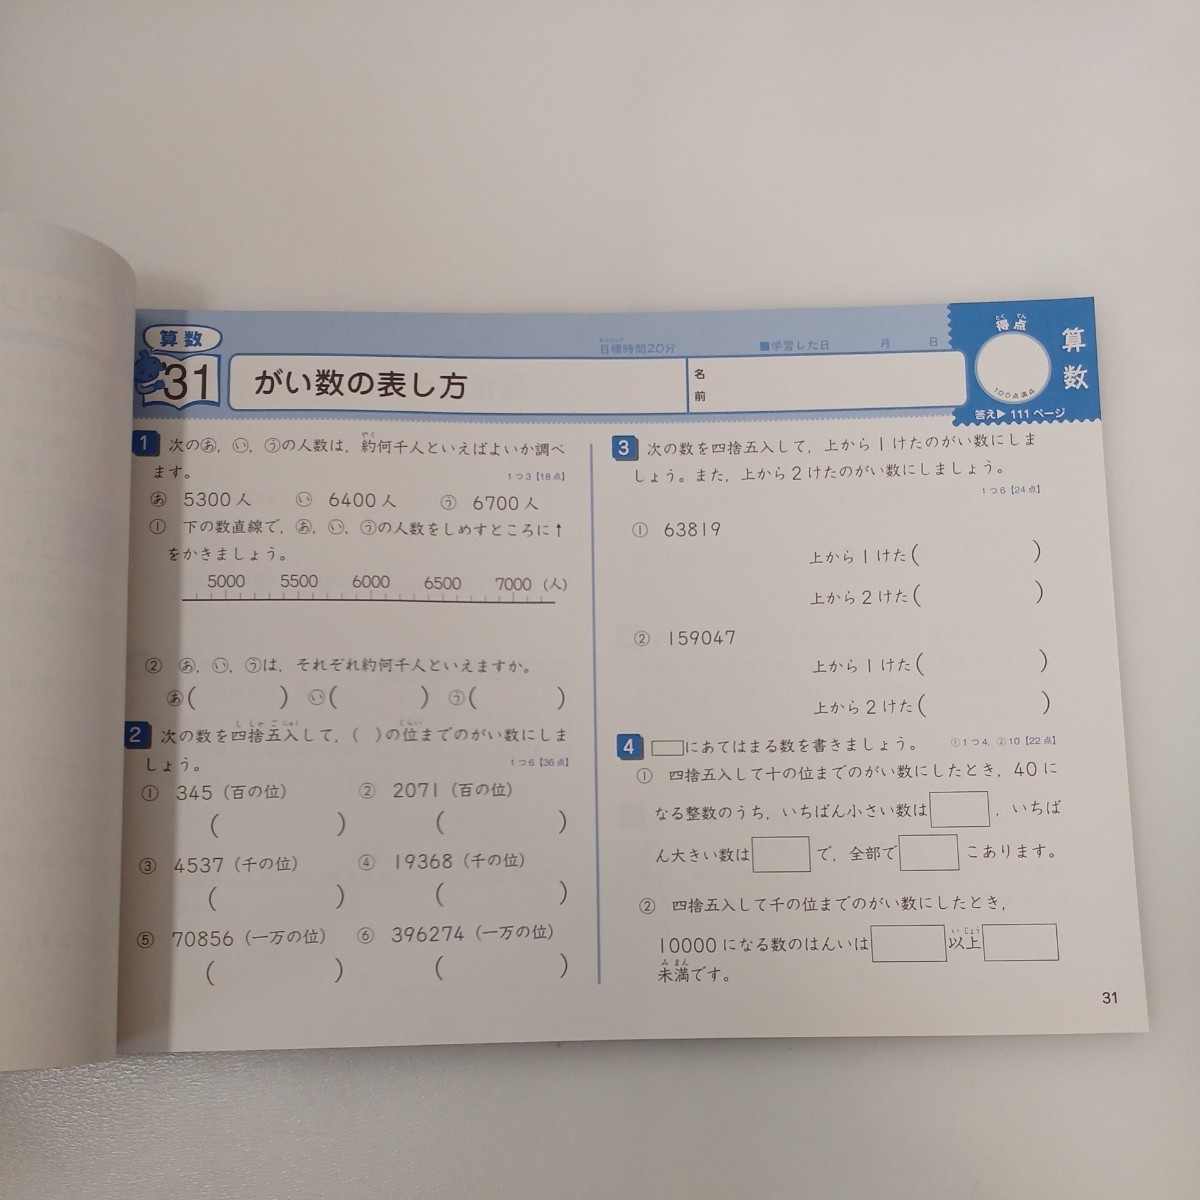 算数
31
がい数の表し方
目標時間20分
■学習した日 月 日
名
前
得点
100点満点
算数
答え▶111ページ
1 次のあ，い，うの人数は，約何千人といえばよいか調べ
ます。
1つ3【18点】
あ 5300人 い 6400人 う 6700人
① 下の数直線で，あ，い，うの人数をしめすところに↑
をかきましょう。
5000 5500 6000 6500 7000 (人)
② あ，い，うは，それぞれ約何千人といえますか。
あ( ) い( ) う( )
2 次の数を四捨五入して，( )の位までのがい数にしま
しょう。
1つ6【36点】
① 345（百の位） ② 2071（百の位）
( ) ( )
③ 4537（千の位） ④ 19368（千の位）
( ) ( )
⑤ 70856（一万の位） ⑥ 396274（一万の位）
( ) ( )
3 次の数を四捨五入して，上から1けたのがい数にしま
しょう。また，上から2けたのがい数にしましょう。
1つ6【24点】
① 63819
上から1けた( )
上から2けた( )
② 159047
上から1けた( )
上から2けた( )
4 □にあてはまる数を書きましょう。
①1つ4，②10【22点】
① 四捨五入して十の位までのがい数にしたとき，40に
なる整数のうち，いちばん小さい数は□，いちば
ん大きい数は□で，全部で□こあります。
② 四捨五入して千の位までのがい数にしたとき，
10000になる数のはんいは□以上□
未満です。
31